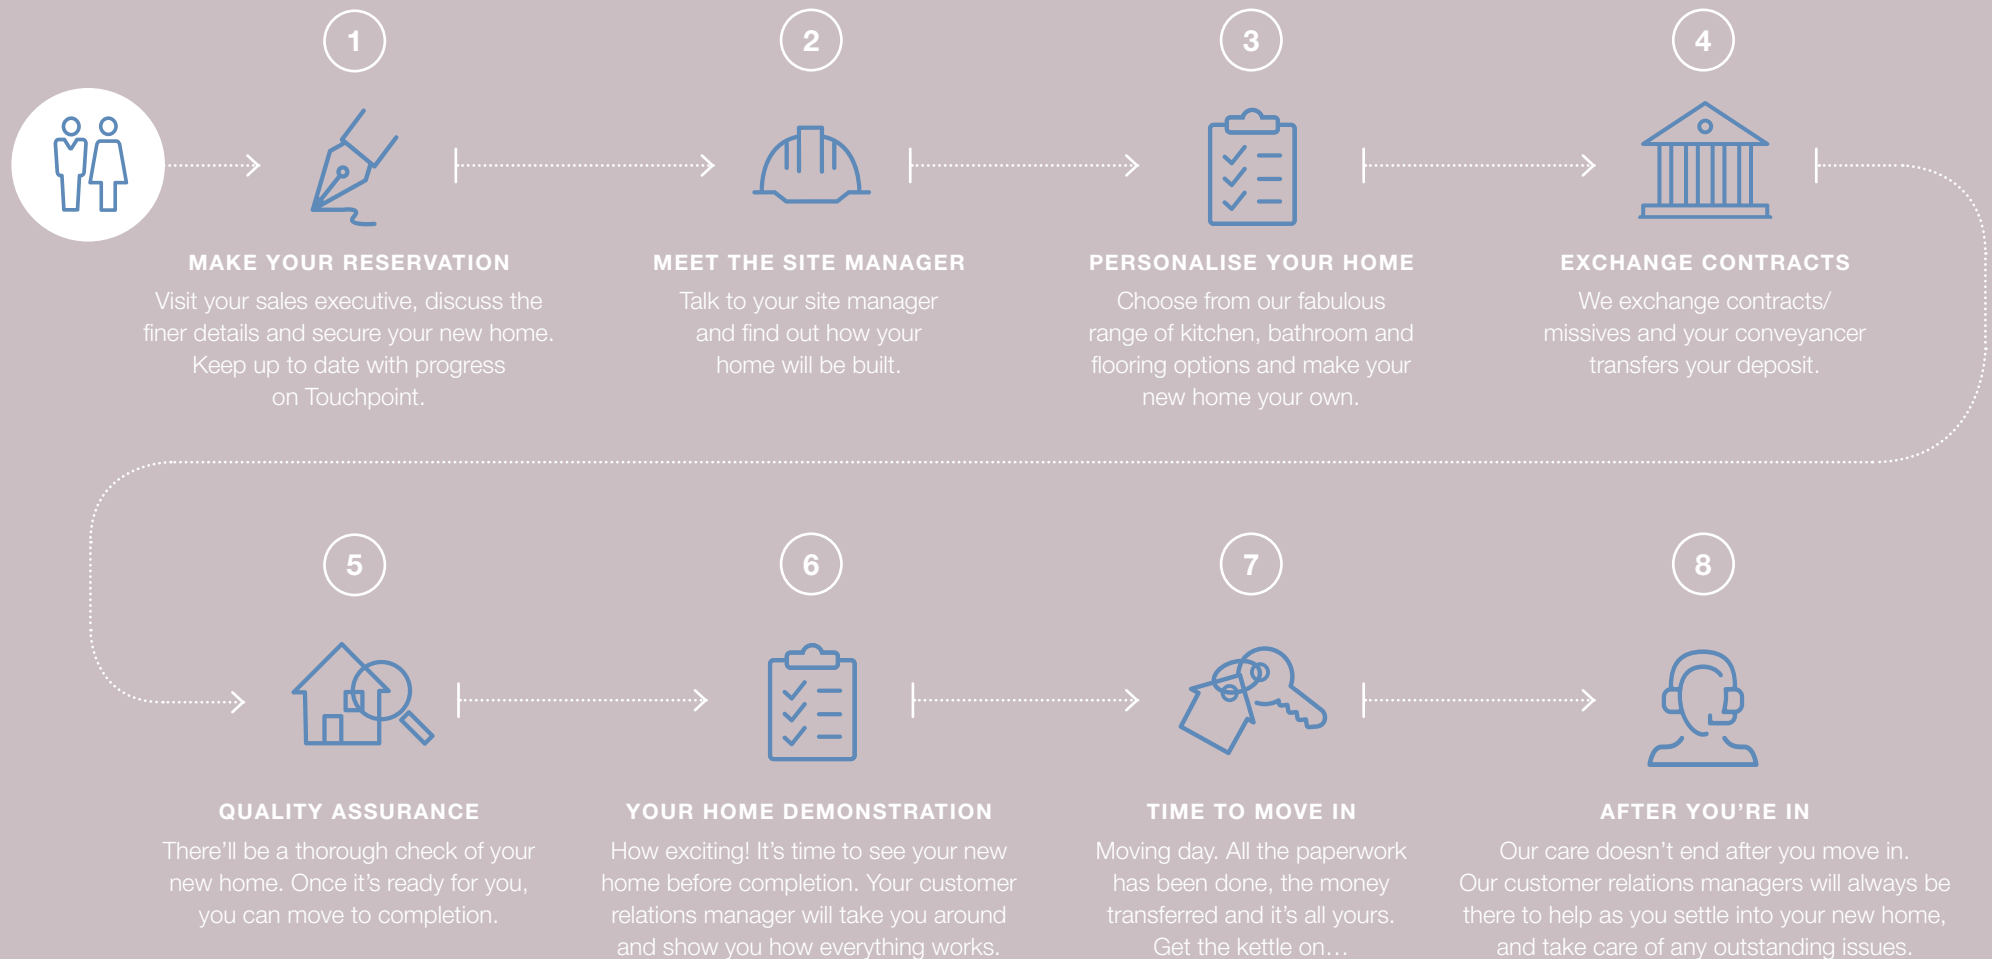 1
MAKE YOUR RESERVATION
Visit your sales executive, discuss the
finer details and secure your new home.
Keep up to date with progress
on Touchpoint.
2
MEET THE SITE MANAGER
Talk to your site manager
and find out how your
home will be built.
3
PERSONALISE YOUR HOME
Choose from our fabulous
range of kitchen, bathroom and
flooring options and make your
new home your own.
4
EXCHANGE CONTRACTS
We exchange contracts/
missives and your conveyancer
transfers your deposit.
5
QUALITY ASSURANCE
There’ll be a thorough check of your
new home. Once it’s ready for you,
you can move to completion.
6
YOUR HOME DEMONSTRATION
How exciting! It’s time to see your new
home before completion. Your customer
relations manager will take you around
and show you how everything works.
7
TIME TO MOVE IN
Moving day. All the paperwork
has been done, the money
transferred and it’s all yours.
Get the kettle on…
8
AFTER YOU’RE IN
Our care doesn’t end after you move in.
Our customer relations managers will always be
there to help as you settle into your new home,
and take care of any outstanding issues.